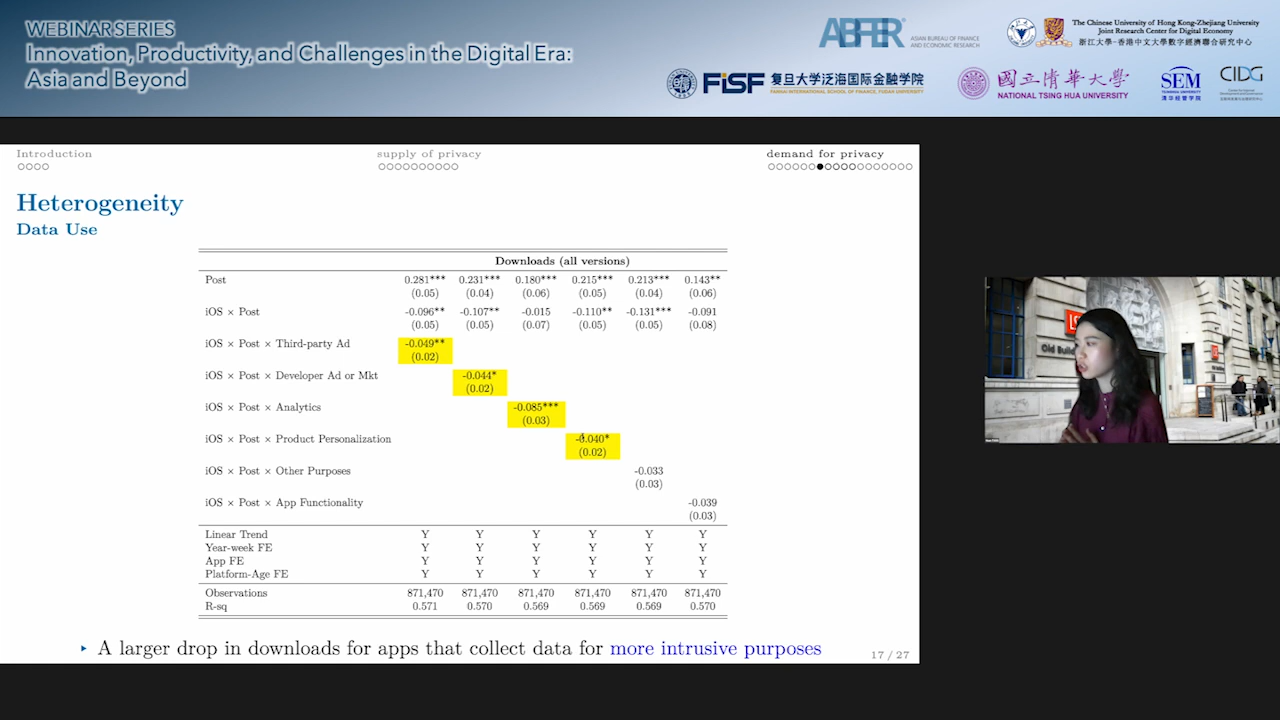 WEBINAR SERIES
Innovation, Productivity, and Challenges in the Digital Era:
Asia and Beyond
ABFER
ASIAN BUREAU OF FINANCE
AND ECONOMIC RESEARCH
The Chinese University of Hong Kong-Zhejiang University
Joint Research Center for Digital Economy
浙江大學-香港中文大學數字經濟聯合研究中心
FISF 复旦大学泛海国际金融学院
FANHAI INTERNATIONAL SCHOOL OF FINANCE, FUDAN UNIVERSITY
國立清華大學
NATIONAL TSING HUA UNIVERSITY
SEM
TSINGHUA UNIVERSITY
清华经管学院
CIDG
Introduction supply of privacy demand for privacy
Heterogeneity
Data Use
Downloads (all versions)
Post 0.281*** 0.231*** 0.180*** 0.215*** 0.213*** 0.143**
(0.05) (0.04) (0.06) (0.05) (0.04) (0.06)
iOS × Post -0.096** -0.107** -0.015 -0.110** -0.131*** -0.091
(0.05) (0.05) (0.07) (0.05) (0.05) (0.08)
iOS × Post × Third-party Ad -0.049**
(0.02)
iOS × Post × Developer Ad or Mkt -0.044*
(0.02)
iOS × Post × Analytics -0.085***
(0.03)
iOS × Post × Product Personalization -0.040*
(0.02)
iOS × Post × Other Purposes -0.033
(0.03)
iOS × Post × App Functionality -0.039
(0.03)
Linear Trend Y Y Y Y Y Y
Year-week FE Y Y Y Y Y Y
App FE Y Y Y Y Y Y
Platform-Age FE Y Y Y Y Y Y
Observations 871,470 871,470 871,470 871,470 871,470 871,470
R-sq 0.571 0.570 0.569 0.569 0.569 0.570
‣ A larger drop in downloads for apps that collect data for more intrusive purposes
17 / 27
Old Build